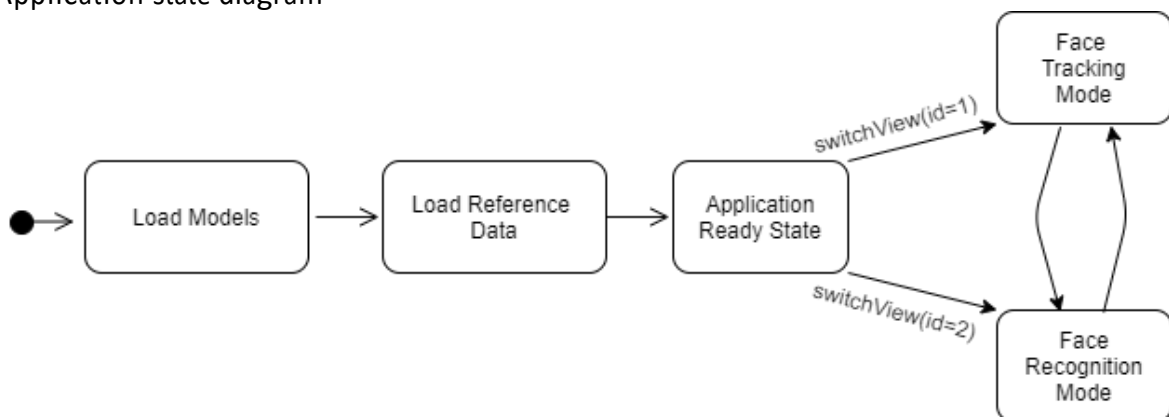 Application state diagram
Face
Tracking
Mode
switchView(id=1)
Load Models
Load Reference
Data
Application
Ready State
switchView(id=2)
Face
Recognition
Mode